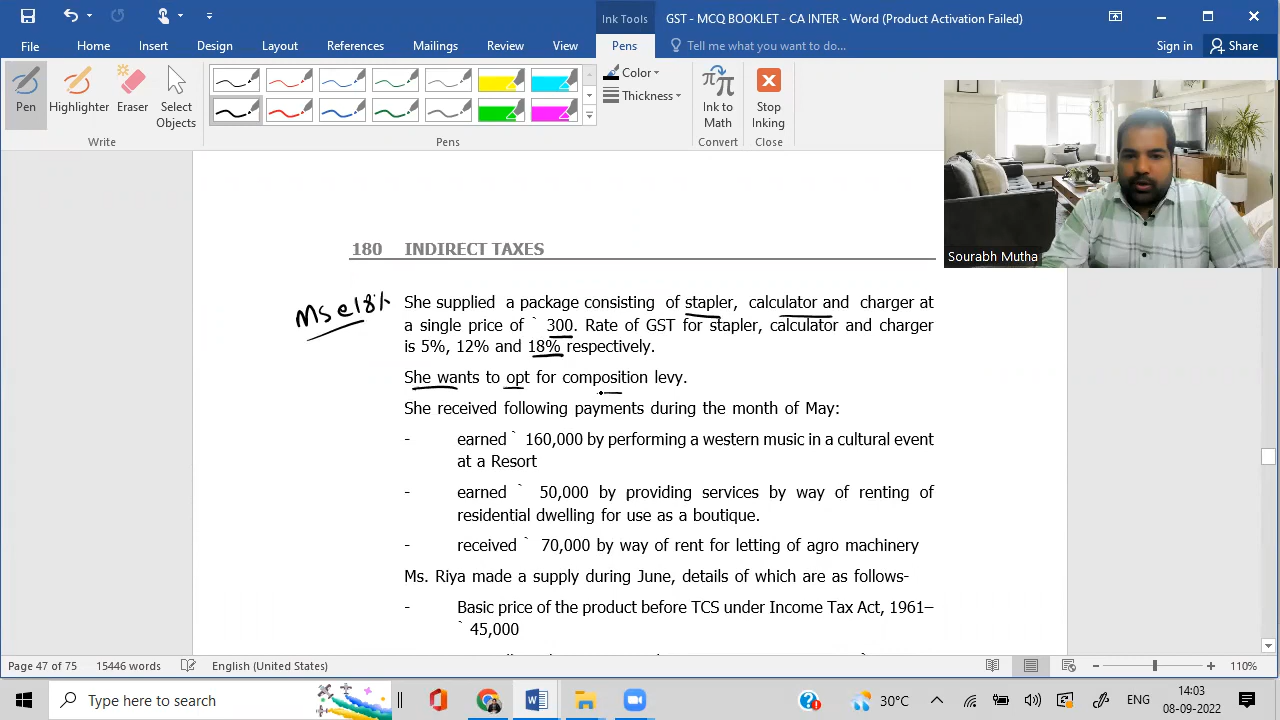 GST - MCQ BOOKLET - CA INTER - Word (Product Activation Failed)
Ink Tools
File Home Insert Design Layout References Mailings Review View Pens Tell me what you want to do... Sign in Share
Pen Highlighter Eraser Select Objects
Color
Thickness
Ink to Math
Stop Inking
Write Pens Convert Close
Sourabh Mutha
180 INDIRECT TAXES
MS @ 18%
She supplied a package consisting of stapler, calculator and charger at
a single price of ` 300. Rate of GST for stapler, calculator and charger
is 5%, 12% and 18% respectively.
She wants to opt for composition levy.
She received following payments during the month of May:
- earned ` 160,000 by performing a western music in a cultural event
at a Resort
- earned ` 50,000 by providing services by way of renting of
residential dwelling for use as a boutique.
- received ` 70,000 by way of rent for letting of agro machinery
Ms. Riya made a supply during June, details of which are as follows-
- Basic price of the product before TCS under Income Tax Act, 1961–
` 45,000
Page 47 of 75 15446 words English (United States) 110%
Type here to search 30°C ENG 14:03
08-09-2022